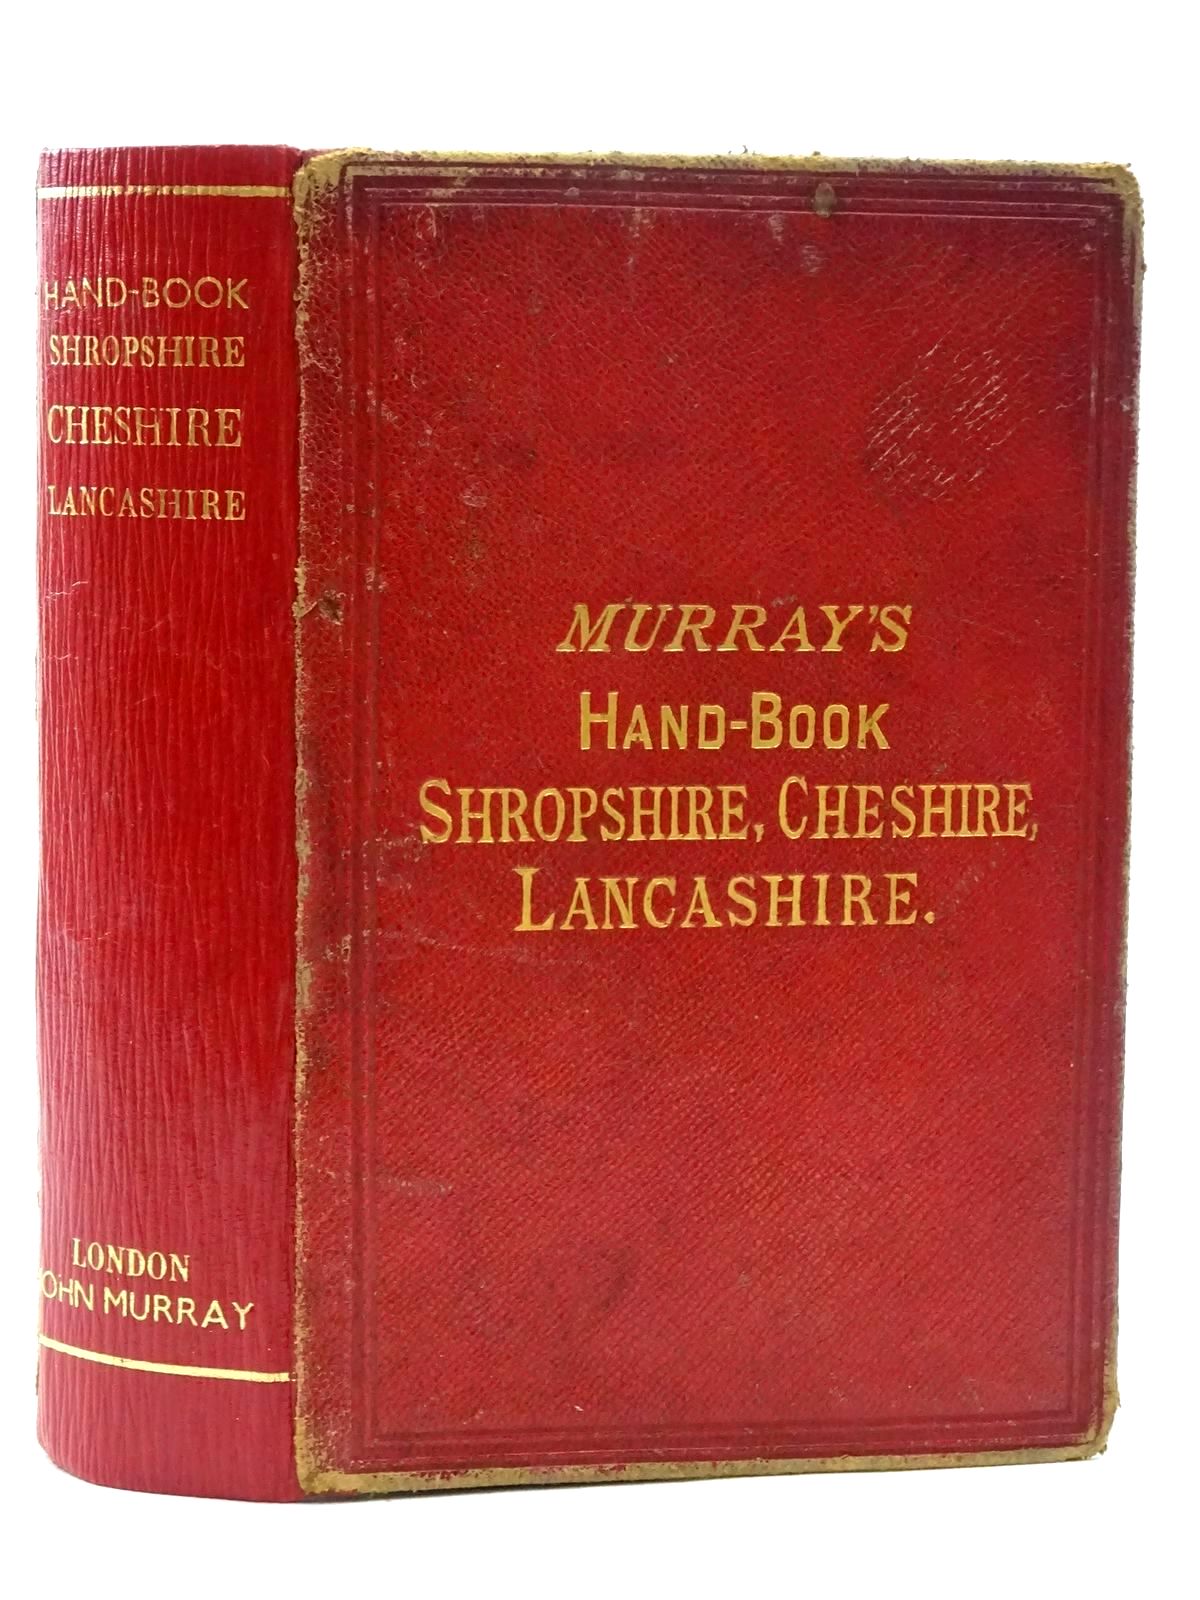 HAND-BOOK
SHROPSHIRE
CHESHIRE
LANCASHIRE
LONDON
JOHN MURRAY
MURRAY'S
HAND-BOOK
SHROPSHIRE, CHESHIRE,
LANCASHIRE.